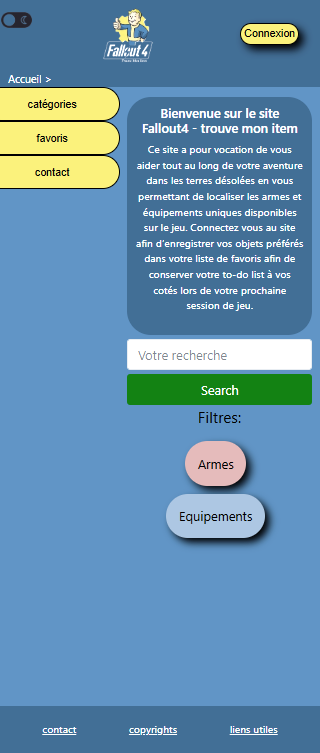 Fallout 4
Connexion
Accueil >
catégories
favoris
contact
Bienvenue sur le site
Fallout4 - trouve mon item
Ce site a pour vocation de vous
aider tout au long de votre aventure
dans les terres désolées en vous
permettant de localiser les armes et
équipements uniques disponibles
sur le jeu. Connectez vous au site
afin d'enregistrer vos objets préférés
dans votre liste de favoris afin de
conserver votre to-do list à vos
cotés lors de votre prochaine
session de jeu.
Votre recherche
Search
Filtres:
Armes
Equipements
contact
copyrights
liens utiles